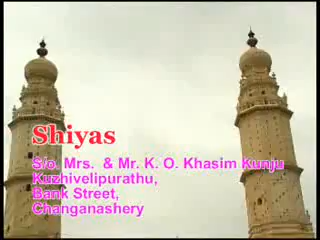 Shiyas
S/o. Mrs. & Mr. K. O. Khasim Kunju
Kuzhivelipurathu,
Bank Street,
Changanashery